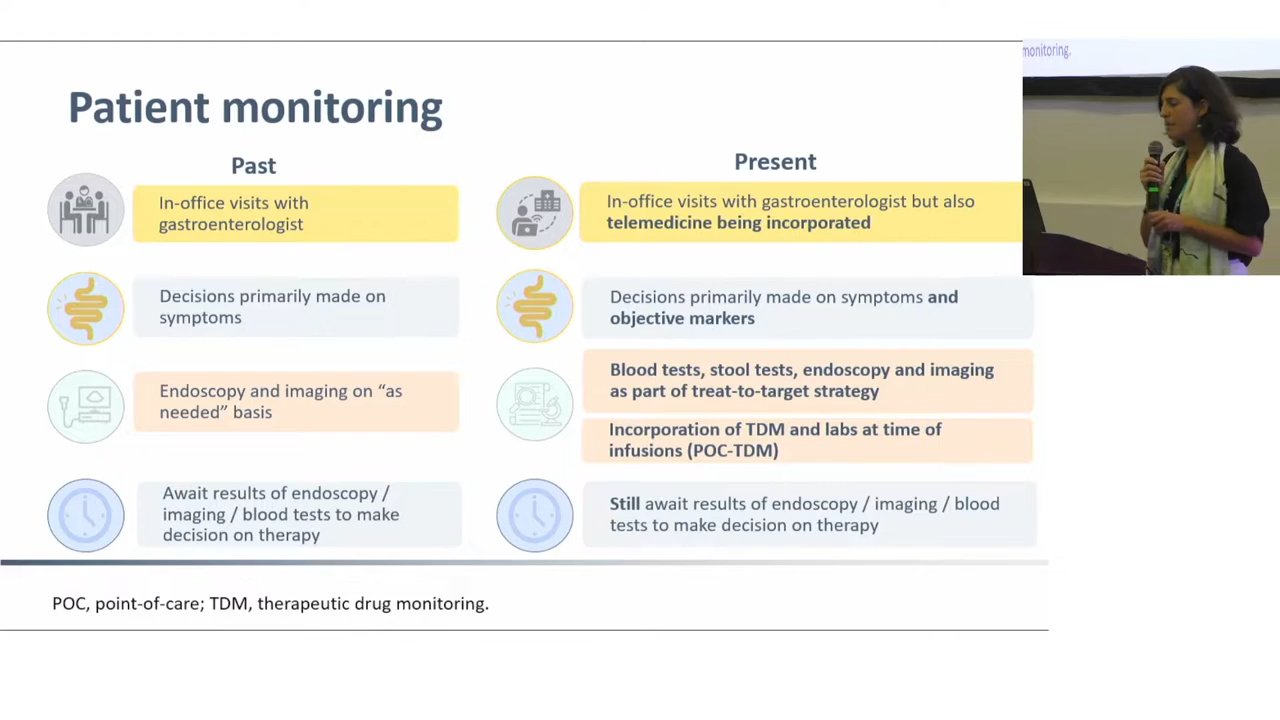 monitoring.
Patient monitoring
Past
In-office visits with
gastroenterologist
Decisions primarily made on
symptoms
Endoscopy and imaging on “as
needed” basis
Await results of endoscopy /
imaging / blood tests to make
decision on therapy
Present
In-office visits with gastroenterologist but also
telemedicine being incorporated
Decisions primarily made on symptoms and
objective markers
Blood tests, stool tests, endoscopy and imaging
as part of treat-to-target strategy
Incorporation of TDM and labs at time of
infusions (POC-TDM)
Still await results of endoscopy / imaging / blood
tests to make decision on therapy
POC, point-of-care; TDM, therapeutic drug monitoring.